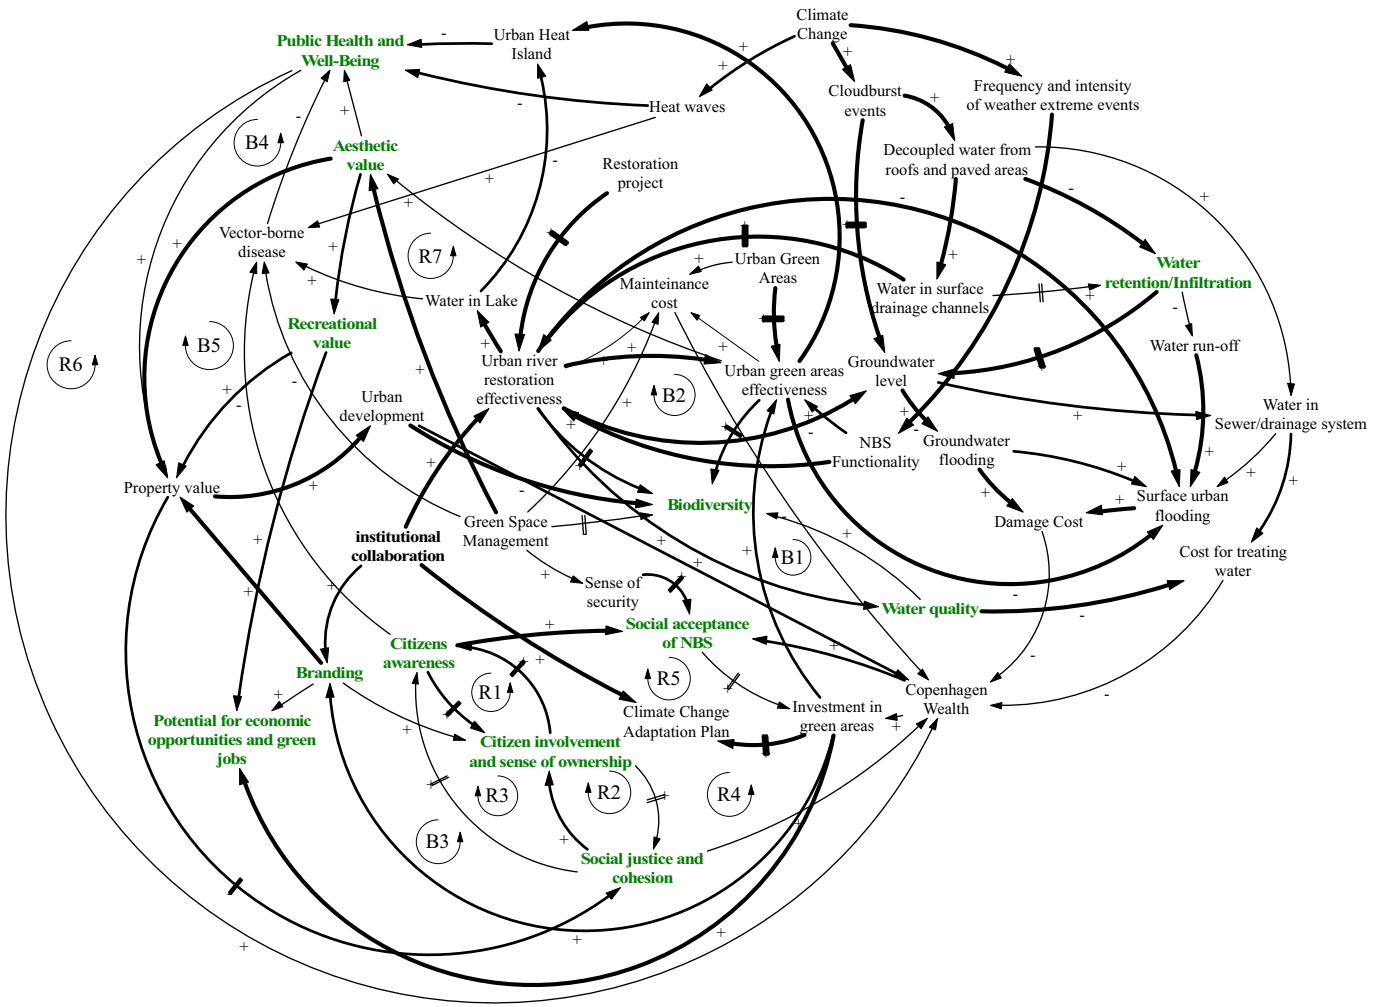 Climate
Change
Urban Heat
Island
Public Health and
Well-Being
Heat waves
Cloudburst
events
Frequency and intensity
of weather extreme events
B4
Aesthetic
value
Restoration
project
Decoupled water from
roofs and paved areas
Vector-borne
disease
R7
Urban Green
Areas
Water
retention/Infiltration
Water in Lake
Mainteinance
cost
Water in surface
drainage channels
Recreational
value
B5
R6
Water run-off
Urban river
restoration
effectiveness
Urban green areas
effectiveness
Groundwater
level
B2
Urban
development
Water in
Sewer/drainage system
NBS
Functionality
Groundwater
flooding
Property value
Biodiversity
Surface urban
flooding
Green Space
Management
Damage Cost
institutional
collaboration
B1
Cost for treating
water
Sense of
security
Water quality
Social acceptance
of NBS
Citizens
awareness
Branding
R1
R5
Copenhagen
Wealth
Climate Change
Adaptation Plan
Investment in
green areas
Potential for economic
opportunities and green
jobs
Citizen involvement
and sense of ownership
R3
R2
R4
B3
Social justice and
cohesion